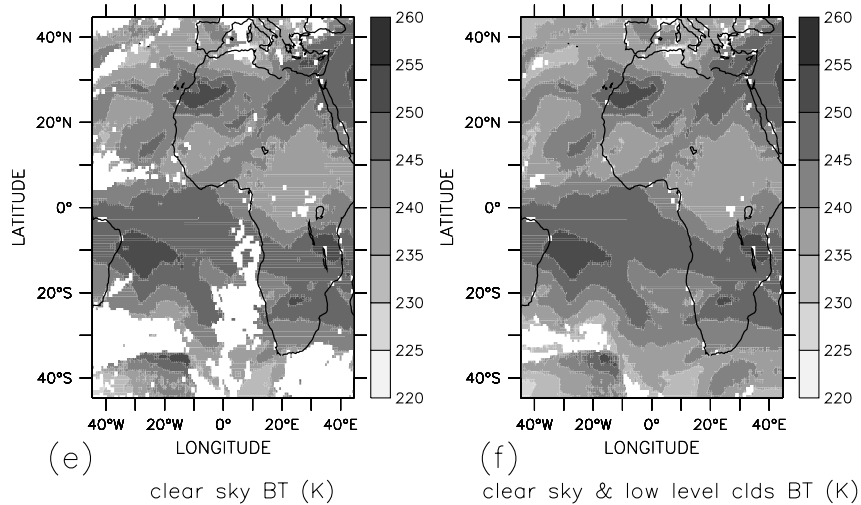 LATITUDE
40°N
20°N
0°
20°S
40°S
40°W
20°W
0°
20°E
40°E
LONGITUDE
260
255
250
245
240
235
230
225
220
(e)
clear sky BT (K)
LATITUDE
40°N
20°N
0°
20°S
40°S
40°W
20°W
0°
20°E
40°E
LONGITUDE
260
255
250
245
240
235
230
225
220
(f)
clear sky & low level clds BT (K)